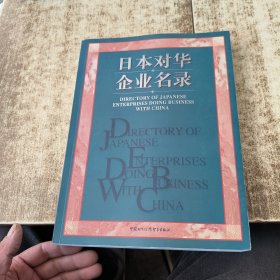 日本对华
企业名录
DIRECTORY OF JAPANESE
ENTERPRISES DOING BUSINESS
WITH CHINA
DIRECTORY OF
JAPANESE
ENTERPRISES
DOING
BUSINESS
WITH
CHINA